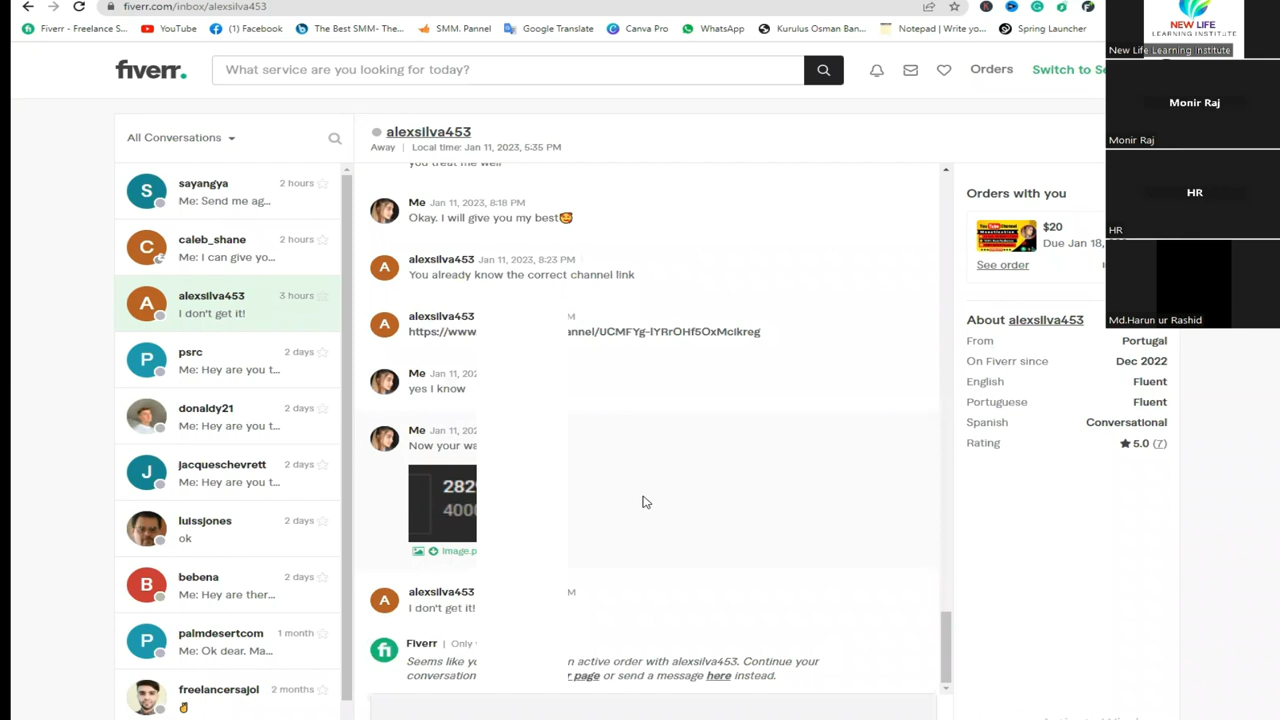 fiverr.com/inbox/alexsilva453
Fiverr - Freelance S...
YouTube
(1) Facebook
The Best SMM- The...
SMM. Pannel
Google Translate
Canva Pro
WhatsApp
Kurulus Osman Ban...
Notepad | Write yo...
Spring Launcher
fiverr.
What service are you looking for today?
Orders
Switch to Se
NEW LIFE
LEARNING INSTITUTE
New Life Learning Institute
Monir Raj
Monir Raj
HR
HR
Md.Harun ur Rashid
All Conversations
sayangya
2 hours
Me: Send me ag...
caleb_shane
2 hours
Me: I can give yo...
alexsilva453
3 hours
I don't get it!
psrc
2 days
Me: Hey are you t...
donaldy21
2 days
Me: Hey are you t...
jacqueschevrett
2 days
Me: Hey are you t...
luissjones
2 days
ok
bebena
2 days
Me: Hey are ther...
palmdesertcom
1 month
Me: Ok dear. Ma...
freelancersajol
2 months
✌
alexsilva453
Away | Local time: Jan 11, 2023, 5:35 PM
you treat me well
Me Jan 11, 2023, 8:18 PM
Okay. I will give you my best🥰
alexsilva453 Jan 11, 2023, 8:23 PM
You already know the correct channel link
alexsilva453 M
https://www. annel/UCMFYg-lYRrOHf5OxMcIkreg
Me Jan 11, 202
yes I know
Me Jan 11, 202
Now your wa
282
400
image.p
alexsilva453 M
I don't get it!
Fiverr | Only
Seems like yo n active order with alexsilva453. Continue your
conversation r page or send a message here instead.
Orders with you
$20
Due Jan 18,
See order
About alexsilva453
From Portugal
On Fiverr since Dec 2022
English Fluent
Portuguese Fluent
Spanish Conversational
Rating ★ 5.0 (7)